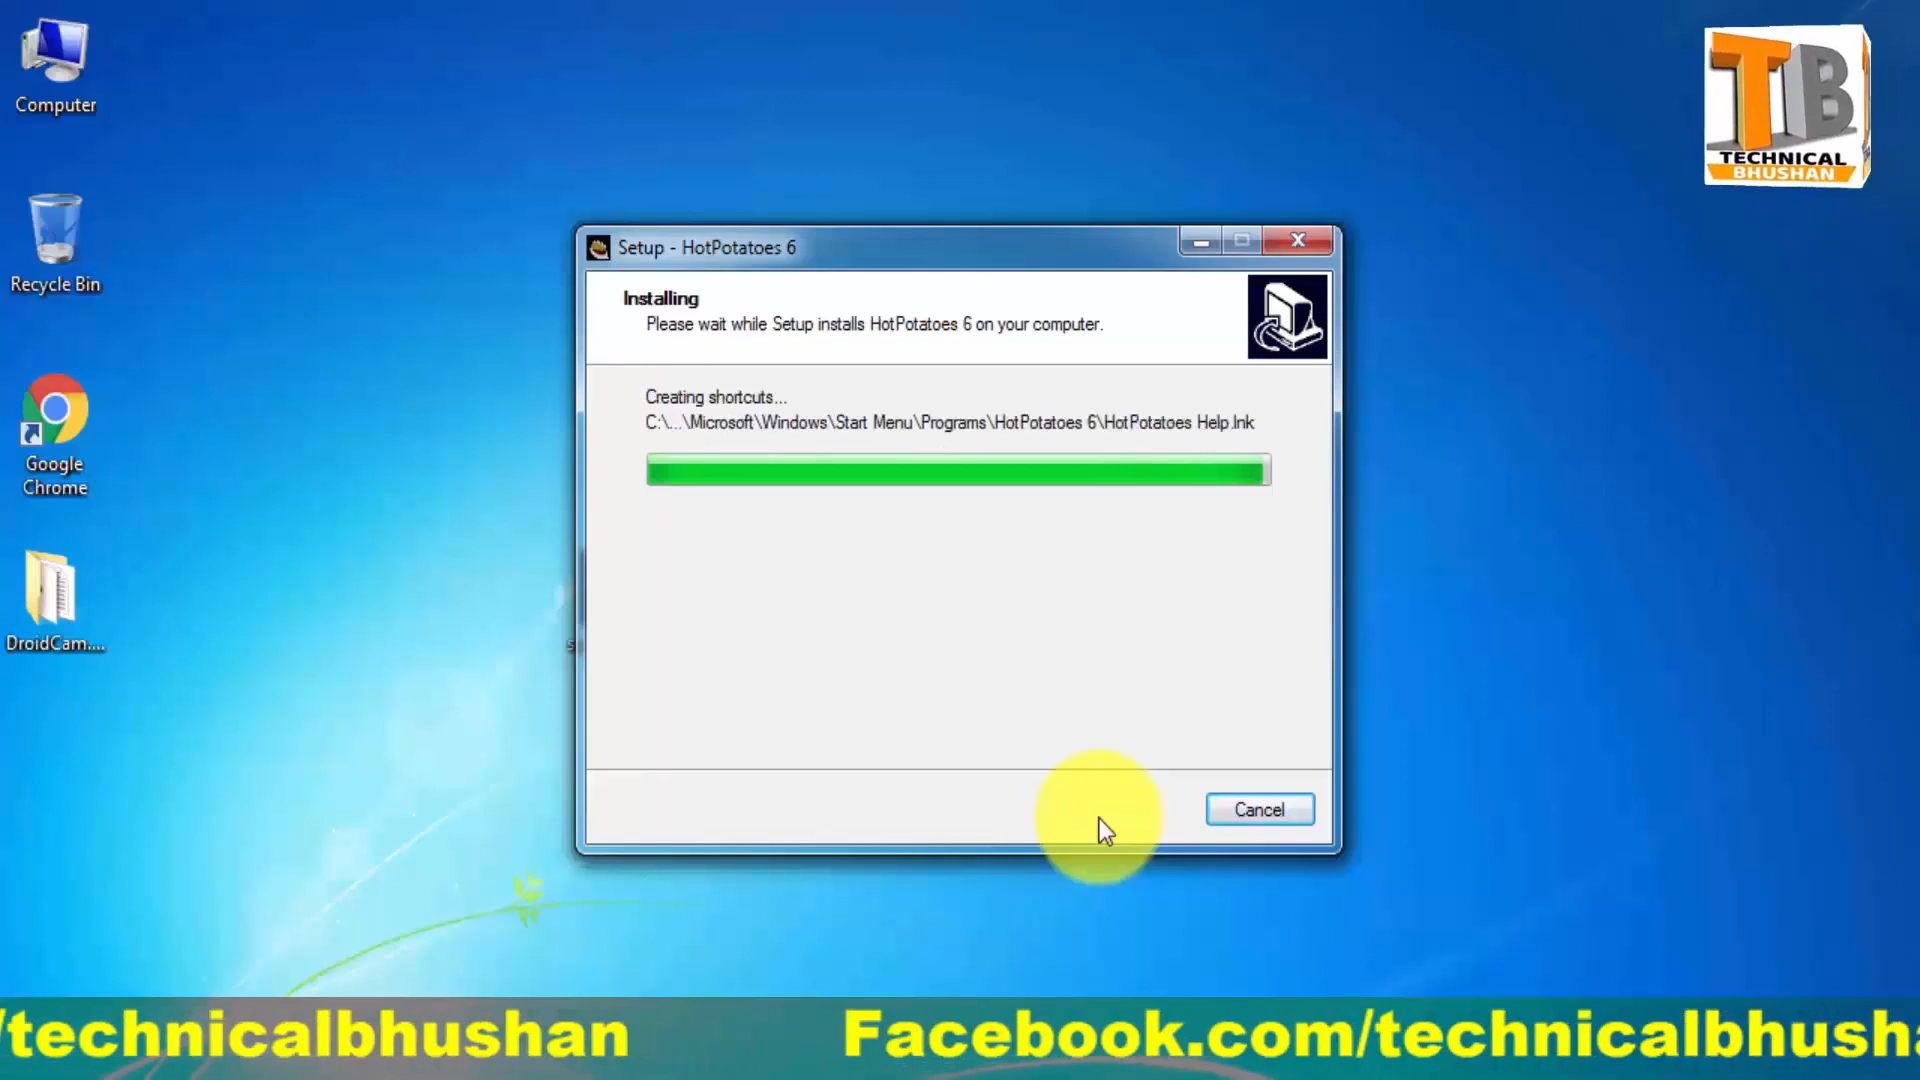 Computer
Recycle Bin
Google
Chrome
DroidCam....
TB
TECHNICAL
BHUSHAN
Setup - HotPotatoes 6
Installing
Please wait while Setup installs HotPotatoes 6 on your computer.
Creating shortcuts...
C:\...\Microsoft\Windows\Start Menu\Programs\HotPotatoes 6\HotPotatoes Help.lnk
Cancel
/technicalbhushan Facebook.com/technicalbhusha